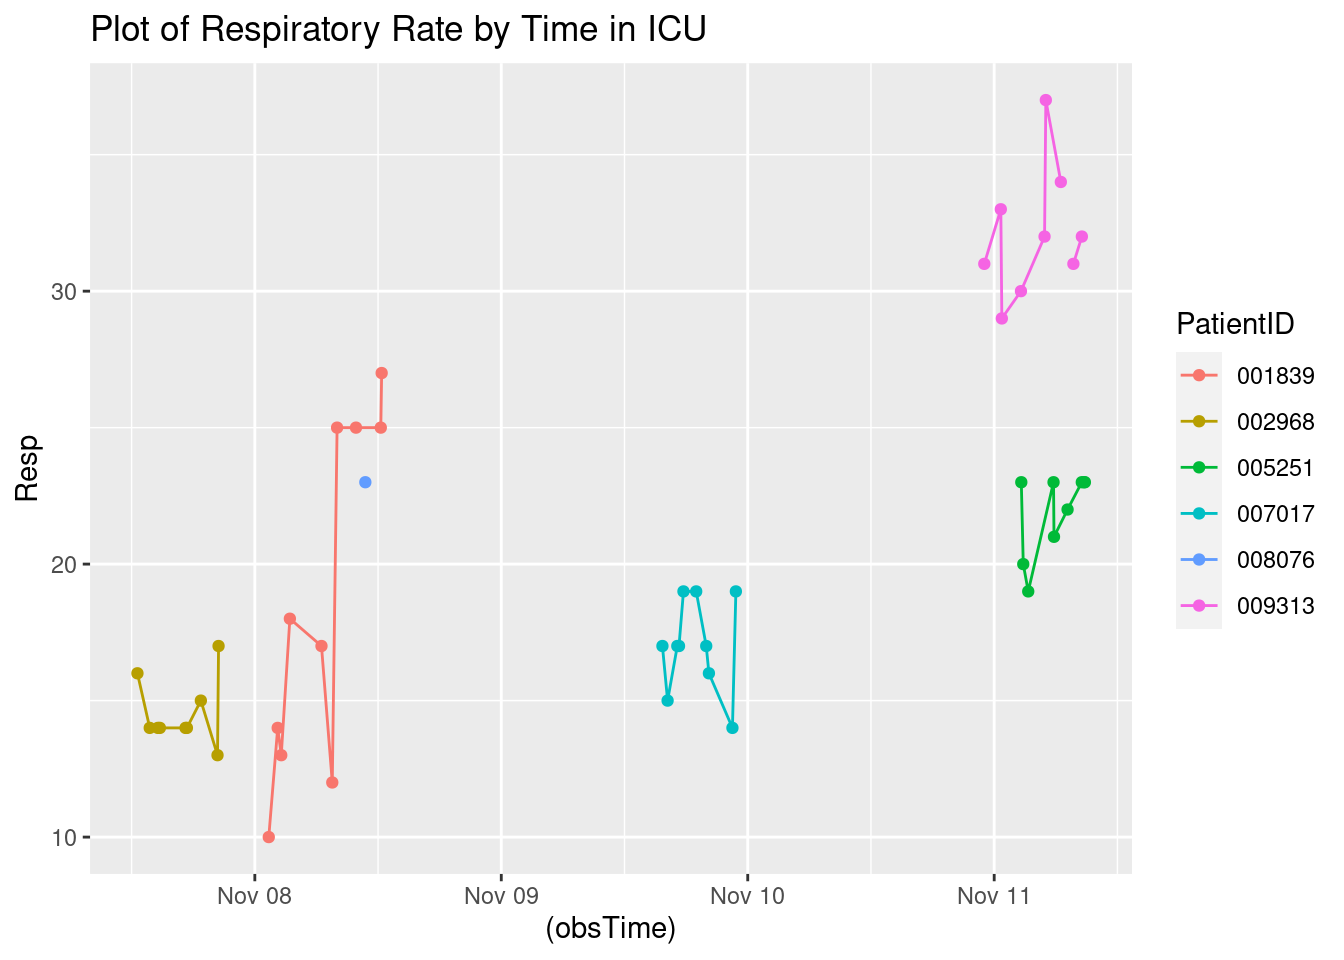 Plot of Respiratory Rate by Time in ICU
Resp
30
20
10
Nov 08
Nov 09
Nov 10
Nov 11
(obsTime)
PatientID
001839
002968
005251
007017
008076
009313